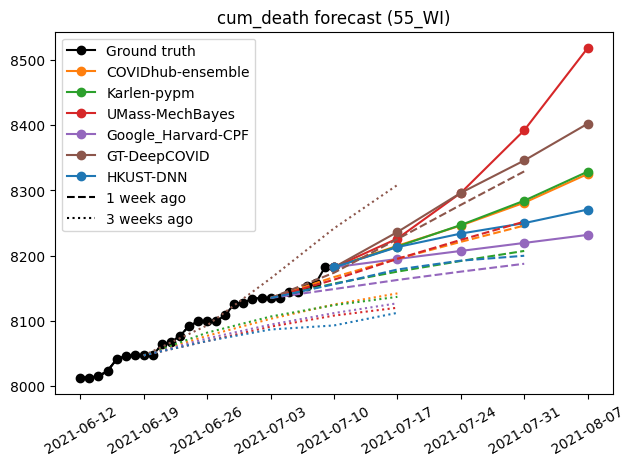 cum_death forecast (55_WI)
Ground truth
COVIDhub-ensemble
Karlen-pypm
UMass-MechBayes
Google_Harvard-CPF
GT-DeepCOVID
HKUST-DNN
1 week ago
3 weeks ago
8500
8400
8300
8200
8100
8000
2021-06-12
2021-06-19
2021-06-26
2021-07-03
2021-07-10
2021-07-17
2021-07-24
2021-07-31
2021-08-07